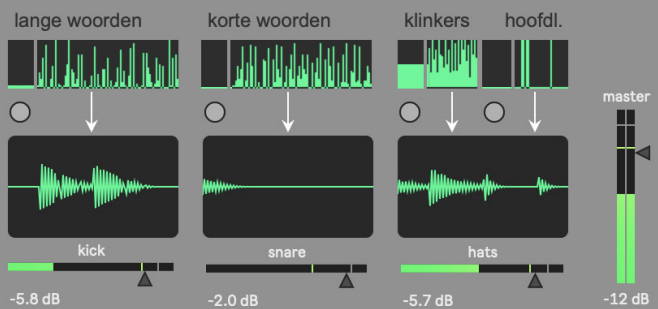 lange woorden
korte woorden
klinkers
hoofdl.
master
kick
snare
hats
-5.8 dB
-2.0 dB
-5.7 dB
-12 dB